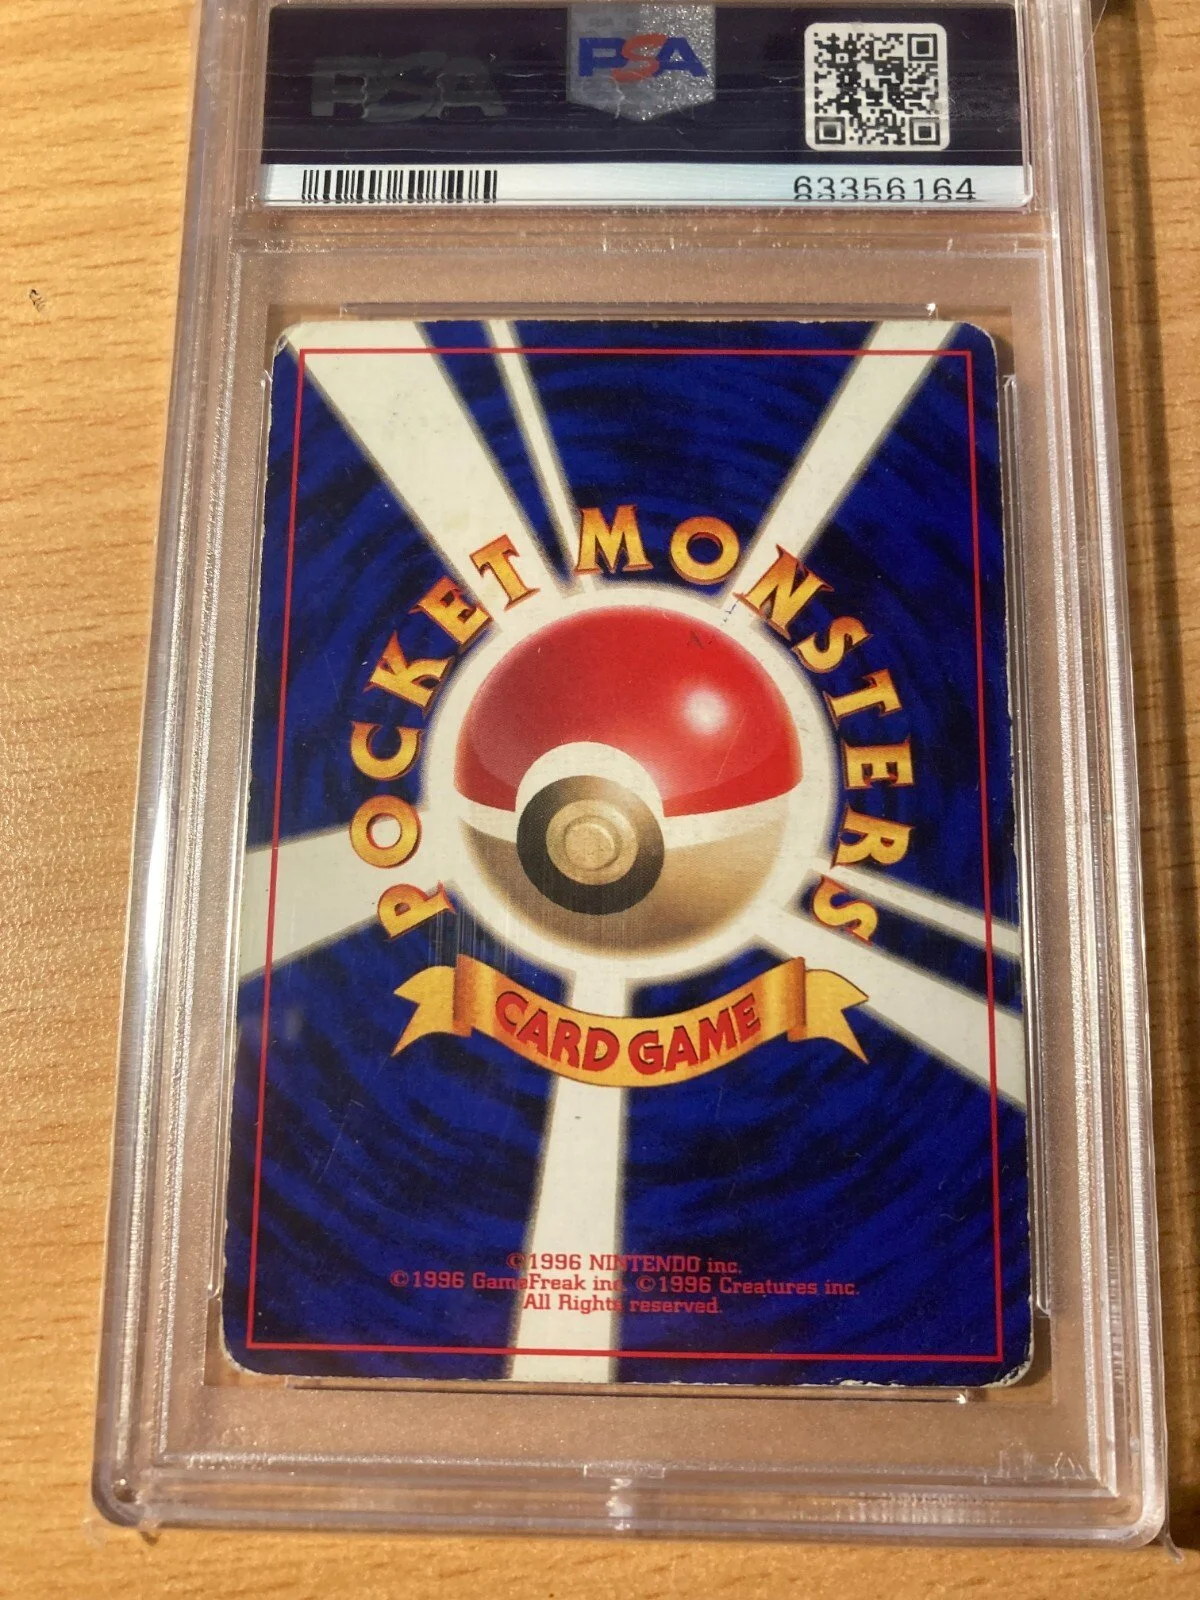 PSA
PSA
63356164
POCKET MONSTERS
CARD GAME
©1996 NINTENDO inc.
©1996 GameFreak inc. ©1996 Creatures inc.
All Rights reserved.